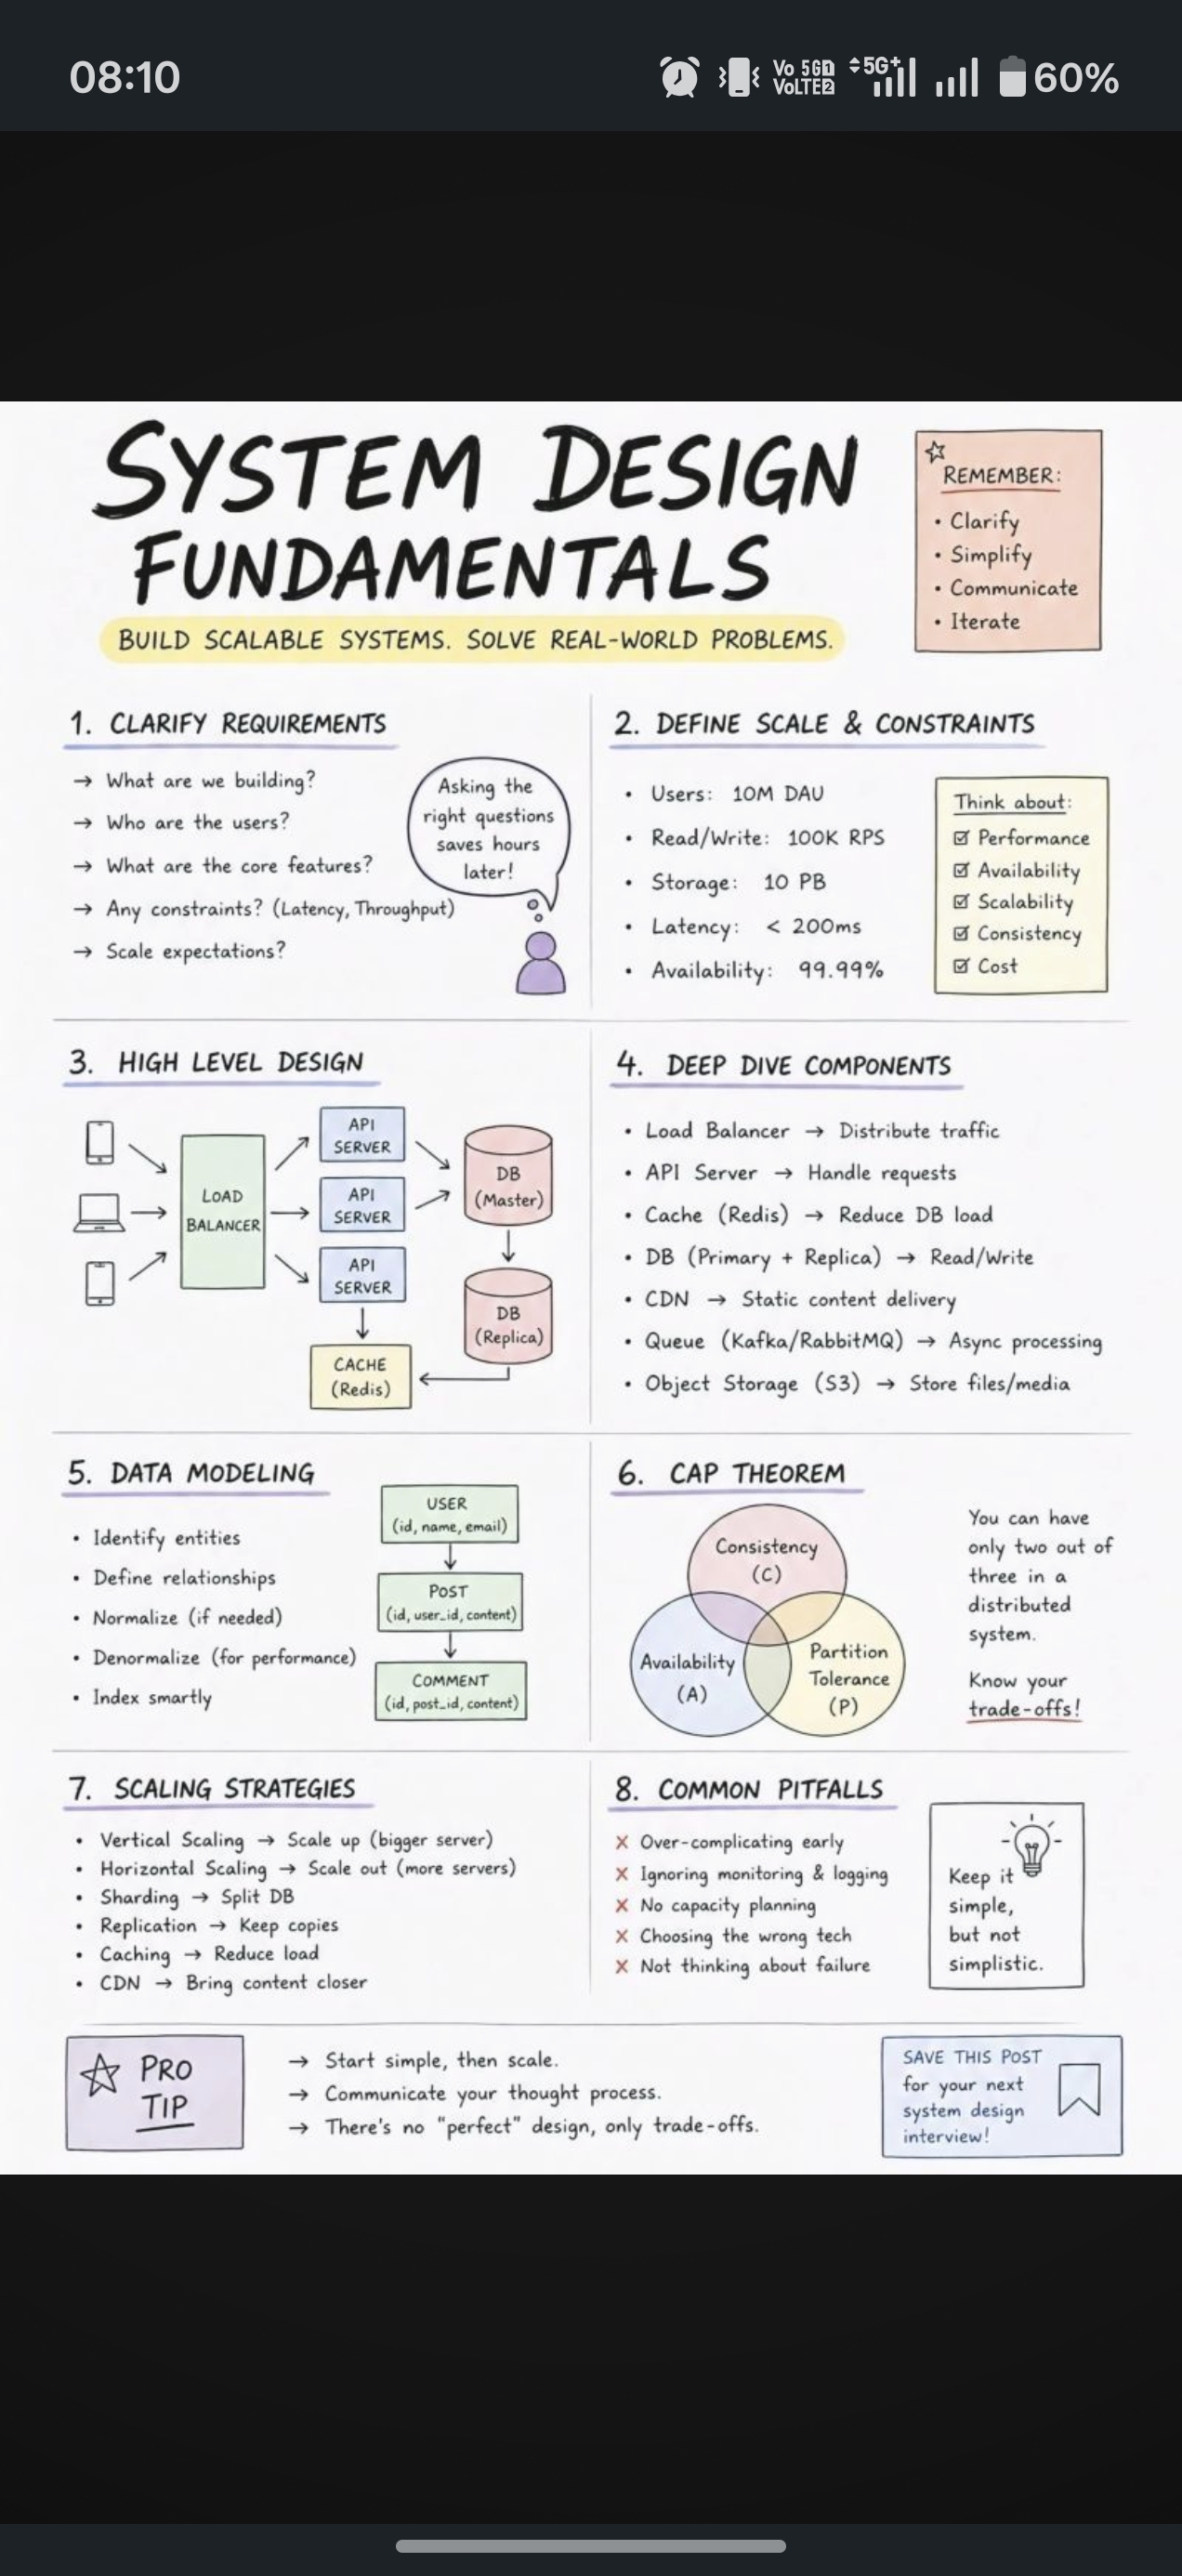 08:10
Vo 5G1
VoLTE2
5G+
60%
SYSTEM DESIGN
FUNDAMENTALS
BUILD SCALABLE SYSTEMS. SOLVE REAL-WORLD PROBLEMS.
REMEMBER:
• Clarify
• Simplify
• Communicate
• Iterate
1. CLARIFY REQUIREMENTS
→ What are we building?
→ Who are the users?
→ What are the core features?
→ Any constraints? (Latency, Throughput)
→ Scale expectations?
Asking the
right questions
saves hours
later!
2. DEFINE SCALE & CONSTRAINTS
• Users: 10M DAU
• Read/Write: 100K RPS
• Storage: 10 PB
• Latency: < 200ms
• Availability: 99.99%
Think about:
☑ Performance
☑ Availability
☑ Scalability
☑ Consistency
☑ Cost
3. HIGH LEVEL DESIGN
LOAD
BALANCER
API
SERVER
API
SERVER
API
SERVER
DB
(Master)
DB
(Replica)
CACHE
(Redis)
4. DEEP DIVE COMPONENTS
• Load Balancer → Distribute traffic
• API Server → Handle requests
• Cache (Redis) → Reduce DB load
• DB (Primary + Replica) → Read/Write
• CDN → Static content delivery
• Queue (Kafka/RabbitMQ) → Async processing
• Object Storage (S3) → Store files/media
5. DATA MODELING
• Identify entities
• Define relationships
• Normalize (if needed)
• Denormalize (for performance)
• Index smartly
USER
(id, name, email)
POST
(id, user_id, content)
COMMENT
(id, post_id, content)
6. CAP THEOREM
Consistency
(C)
Availability
(A)
Partition
Tolerance
(P)
You can have
only two out of
three in a
distributed
system.
Know your
trade-offs!
7. SCALING STRATEGIES
• Vertical Scaling → Scale up (bigger server)
• Horizontal Scaling → Scale out (more servers)
• Sharding → Split DB
• Replication → Keep copies
• Caching → Reduce load
• CDN → Bring content closer
8. COMMON PITFALLS
X Over-complicating early
X Ignoring monitoring & logging
X No capacity planning
X Choosing the wrong tech
X Not thinking about failure
Keep it
simple,
but not
simplistic.
PRO
TIP
→ Start simple, then scale.
→ Communicate your thought process.
→ There's no "perfect" design, only trade-offs.
SAVE THIS POST
for your next
system design
interview!